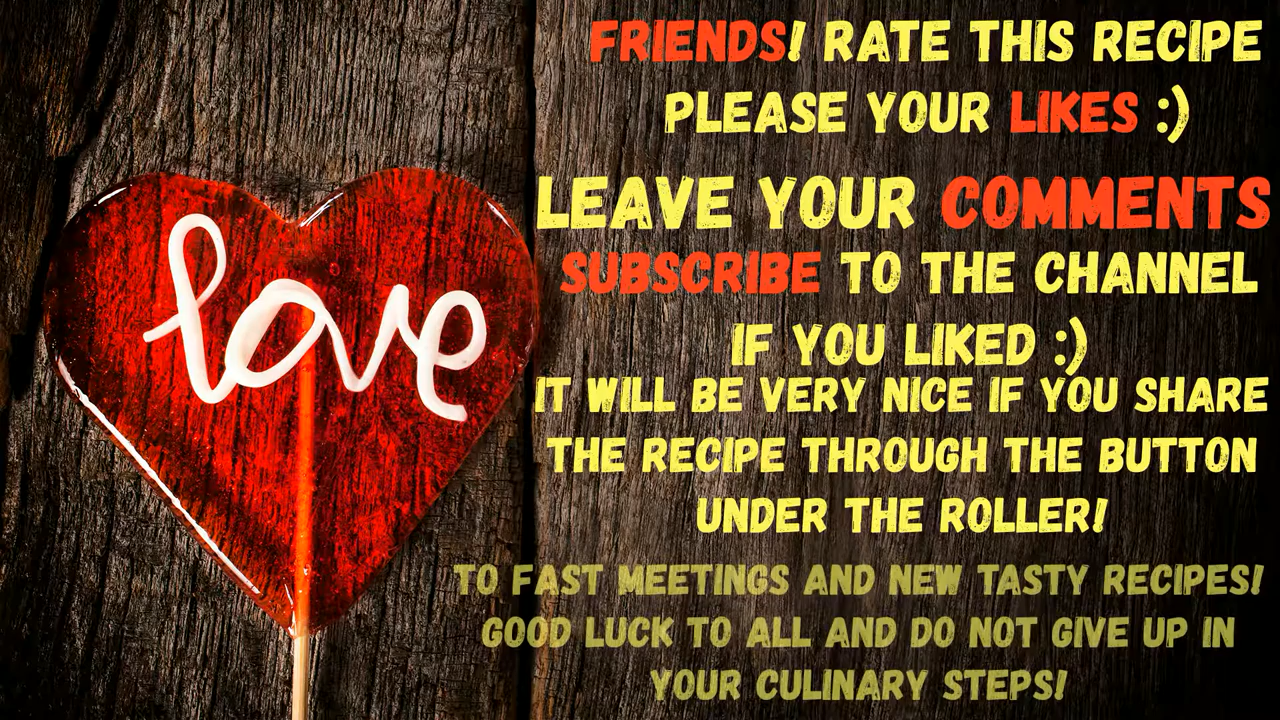 love
FRIENDS! RATE THIS RECIPE
PLEASE YOUR LIKES :)
LEAVE YOUR COMMENTS
SUBSCRIBE TO THE CHANNEL
IF YOU LIKED :)
IT WILL BE VERY NICE IF YOU SHARE
THE RECIPE THROUGH THE BUTTON
UNDER THE ROLLER!
TO FAST MEETINGS AND NEW TASTY RECIPES!
GOOD LUCK TO ALL AND DO NOT GIVE UP IN
YOUR CULINARY STEPS!